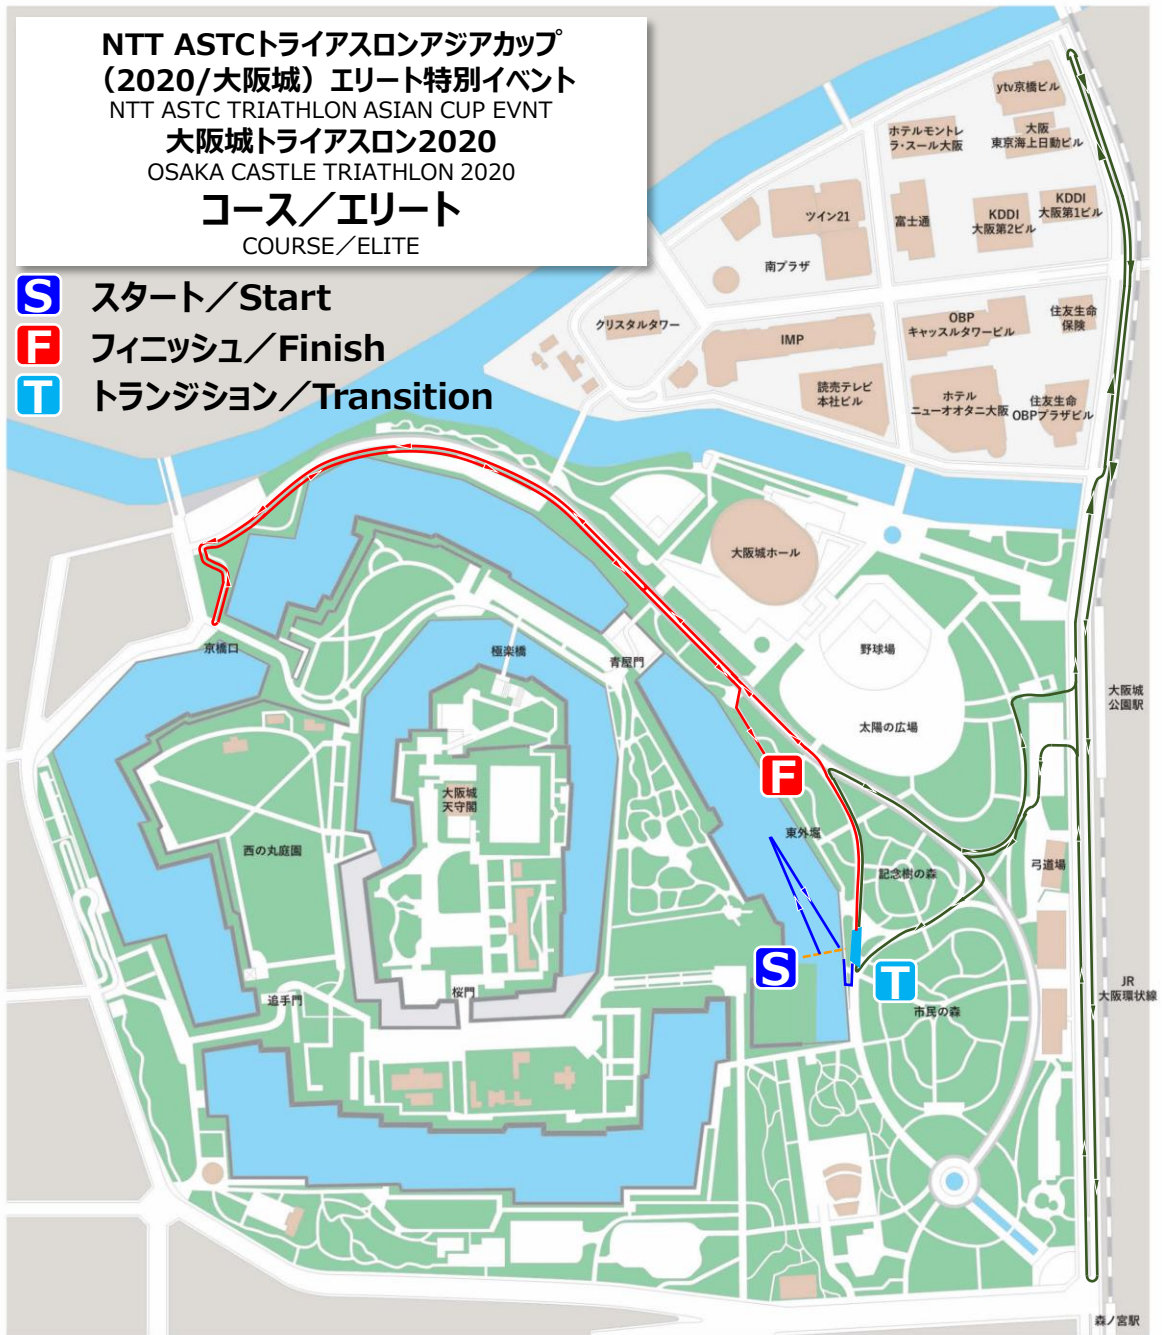 NTT ASTCトライアスロンアジアカップ
（2020/大阪城）エリート特別イベント
NTT ASTC TRIATHLON ASIAN CUP EVNT
大阪城トライアスロン2020
OSAKA CASTLE TRIATHLON 2020
コース／エリート
COURSE／ELITE
S スタート／Start
F フィニッシュ／Finish
T トランジション／Transition
ytv京橋ビル
ホテルモントレ
ラ・スール大阪
大阪
東京海上日動ビル
ツイン21
富士通
KDDI
大阪第2ビル
KDDI
大阪第1ビル
南プラザ
クリスタルタワー
IMP
OBP
キャッスルタワービル
住友生命
保険
読売テレビ
本社ビル
ホテル
ニューオオタニ大阪
住友生命
OBPプラザビル
大阪城ホール
京橋口
極楽橋
青屋門
野球場
大阪城
公園駅
太陽の広場
F
大阪城
天守閣
東外堀
西の丸庭園
記念樹の森
弓道場
S
T
追手門
桜門
市民の森
JR
大阪環状線
森ノ宮駅